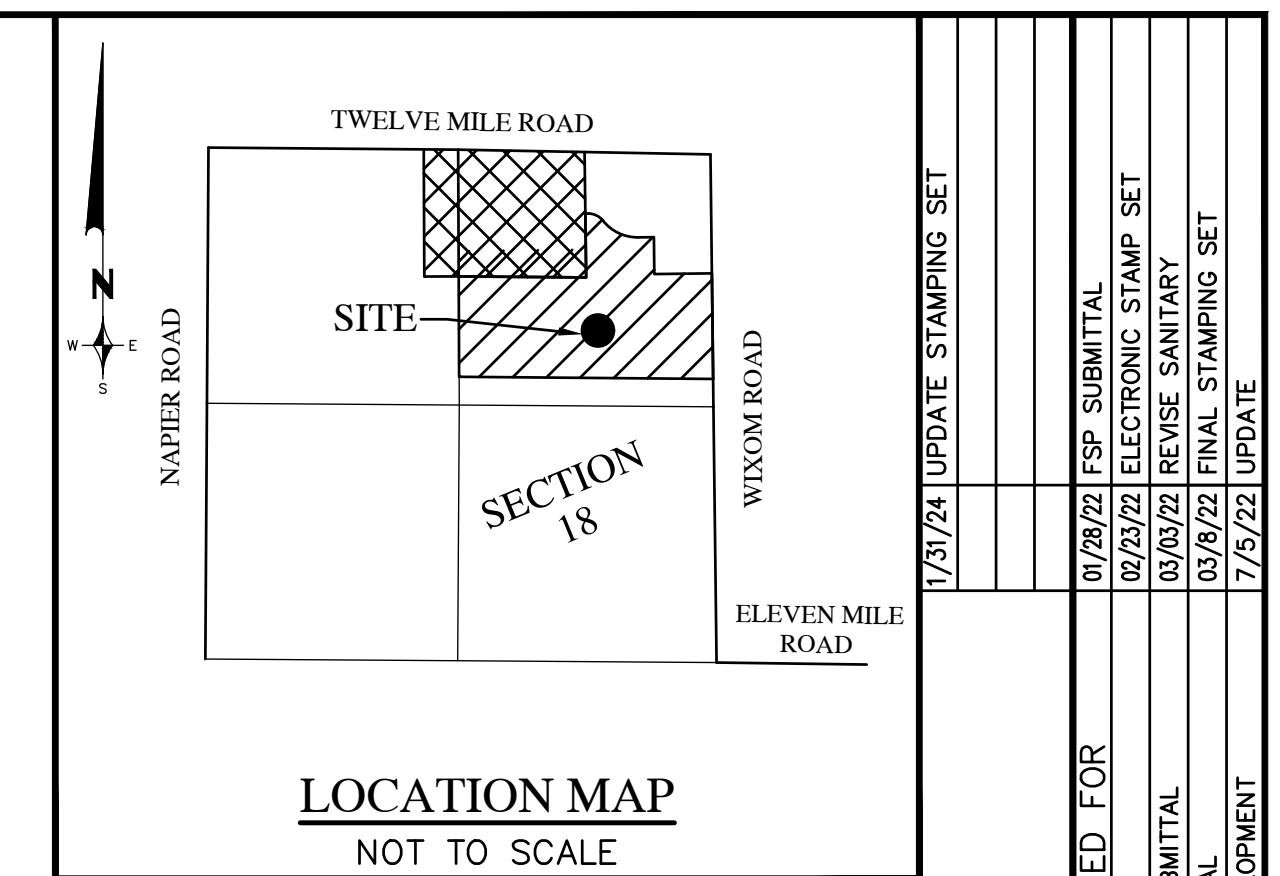 TWELVE MILE ROAD
N
W
E
S
SITE
NAPIER ROAD
WIXOM ROAD
SECTION
18
ELEVEN MILE
ROAD
LOCATION MAP
NOT TO SCALE
1/31/24 UPDATE STAMPING SET
01/28/22 FSP SUBMITTAL
02/23/22 ELECTRONIC STAMP SET
03/03/22 REVISE SANITARY
03/8/22 FINAL STAMPING SET
7/5/22 UPDATE
ED FOR
BMITTAL
AL
OPMENT